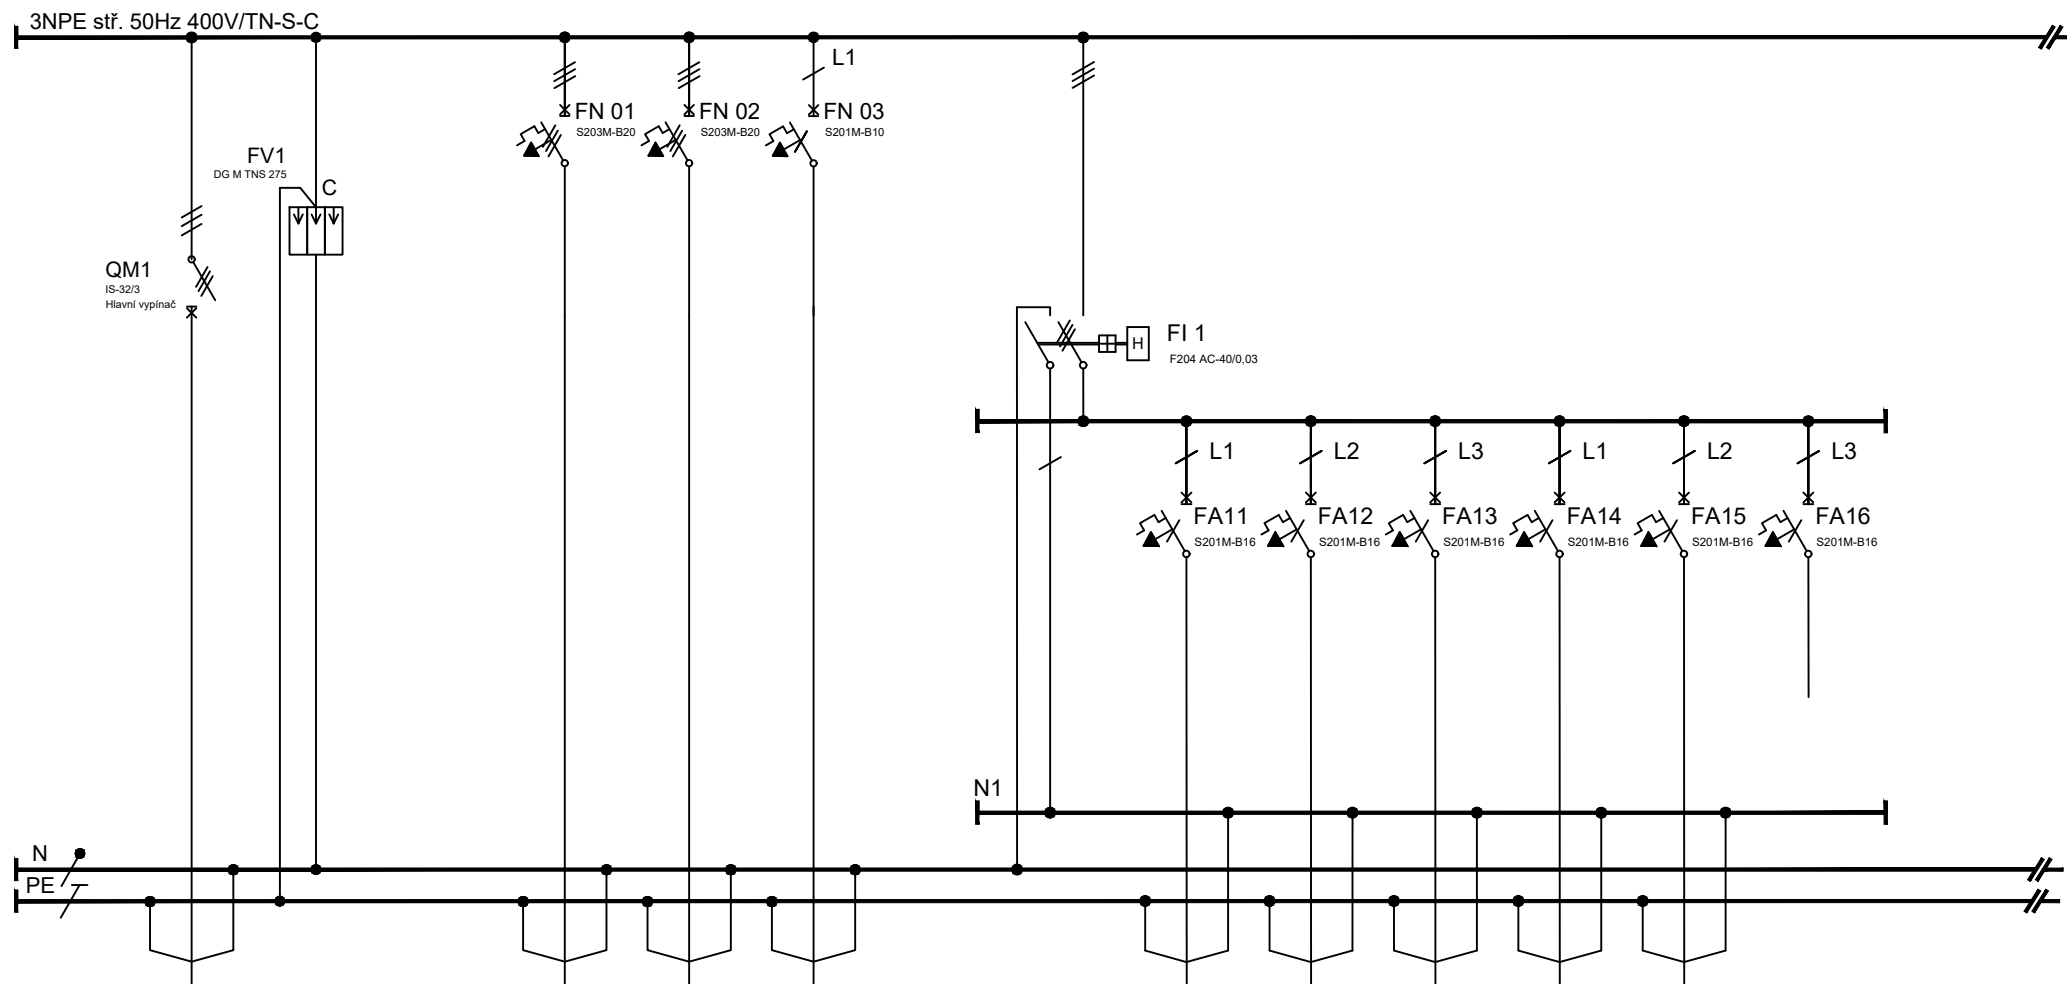 3NPE stř. 50Hz 400V/TN-S-C
L1
FN 01
S203M-B20
FN 02
S203M-B20
FN 03
S201M-B10
FV1
DG M TNS 275
C
QM1
IS-32/3
Hlavní vypínač
H
FI 1
F204 AC-40/0,03
L1
L2
L3
L1
L2
L3
FA11
S201M-B16
FA12
S201M-B16
FA13
S201M-B16
FA14
S201M-B16
FA15
S201M-B16
FA16
S201M-B16
N1
N
PE